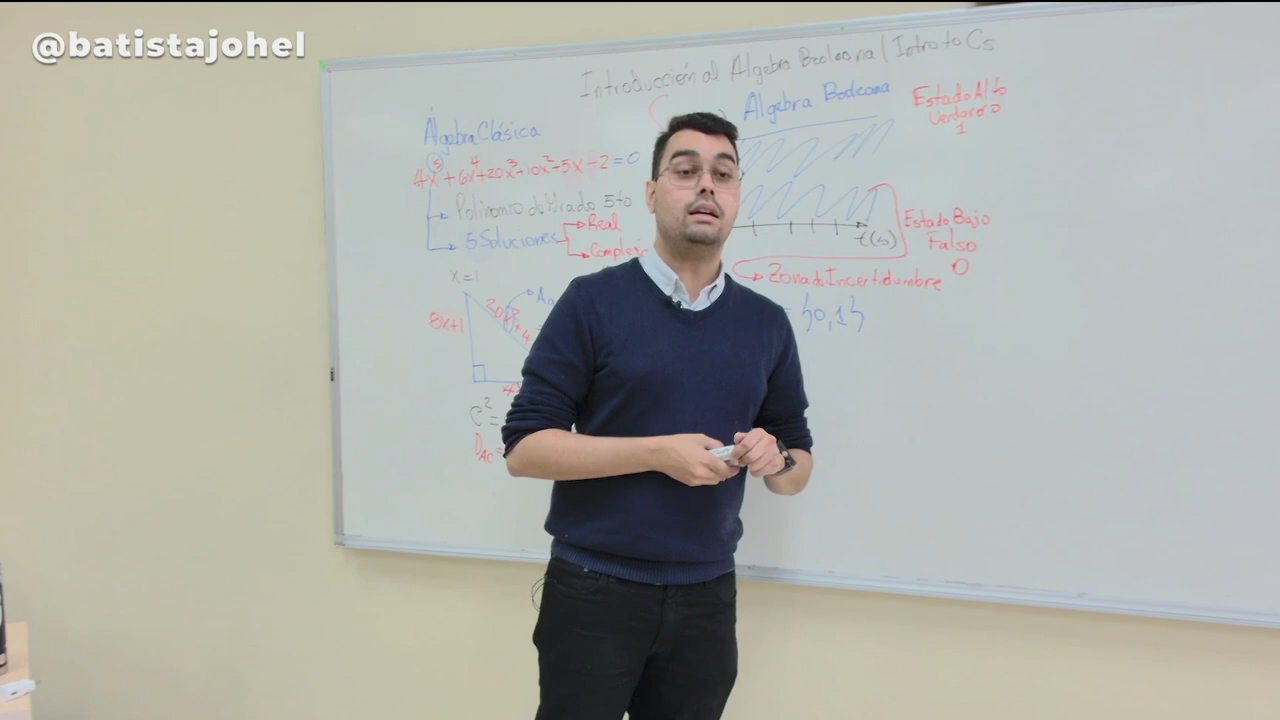 @batistajohel
Introducción al Algebra Booleana / Intro to Cs
Álgebra Clásica
4x⁵+6x⁴+20x³+10x²+5x-2=0
Polinomio de Grado 5to
5 Soluciones
Real
x=1
8x+1
C²=
D_AC =
Algebra Booleana
Estado Alto
1
t(s)
Estado Bajo
Falso
0
Zona de Incertidumbre
= {0,1}